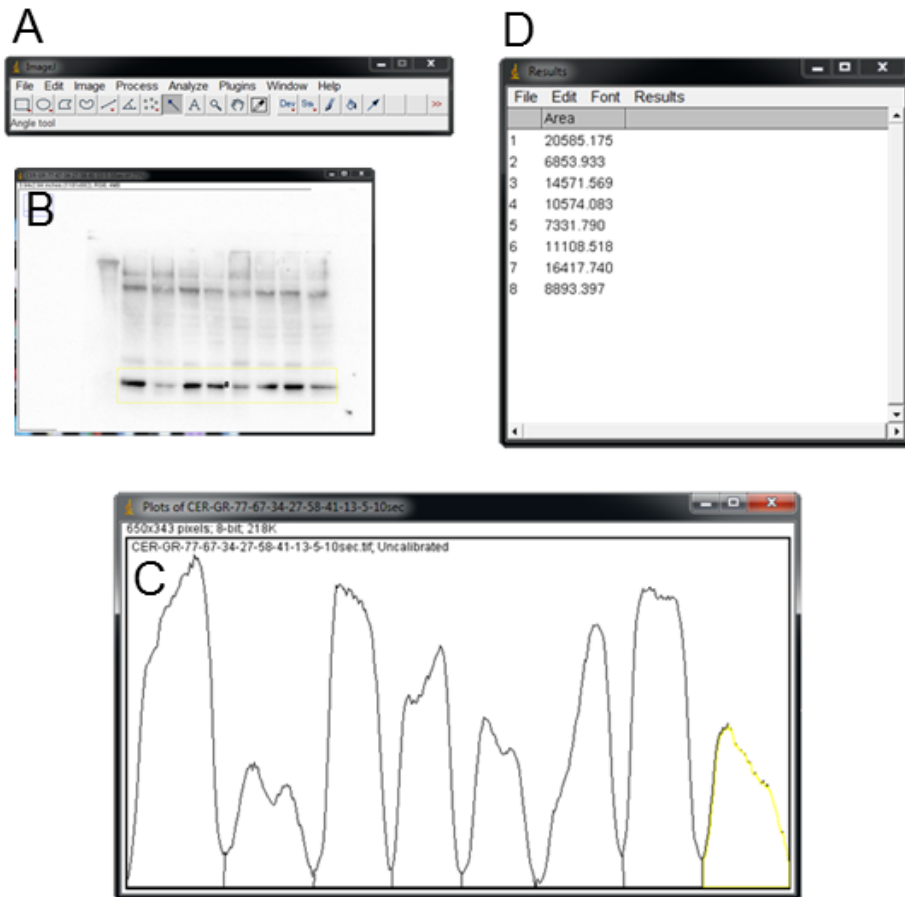 A
ImageJ
File Edit Image Process Analyze Plugins Window Help
A Dev Stk >>
Angle tool
B
D
Results
File Edit Font Results
Area
1 20585.175
2 6853.933
3 14571.569
4 10574.083
5 7331.790
6 11108.518
7 16417.740
8 8893.397
Plots of CER-GR-77-67-34-27-58-41-13-5-10sec
650x343 pixels; 8-bit; 218K
CER-GR-77-67-34-27-58-41-13-5-10sec.tif; Uncalibrated
C